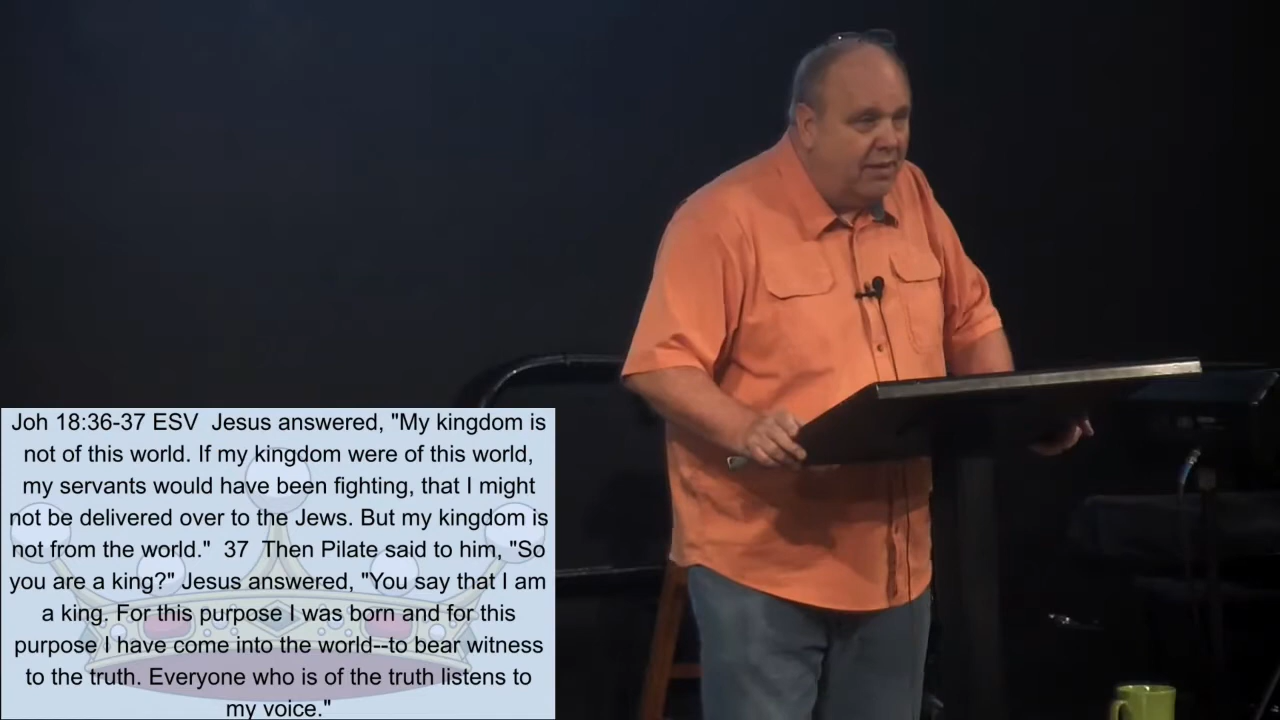 Joh 18:36-37 ESV  Jesus answered, "My kingdom is
not of this world. If my kingdom were of this world,
my servants would have been fighting, that I might
not be delivered over to the Jews. But my kingdom is
not from the world."  37  Then Pilate said to him, "So
you are a king?" Jesus answered, "You say that I am
a king. For this purpose I was born and for this
purpose I have come into the world--to bear witness
to the truth. Everyone who is of the truth listens to
my voice."